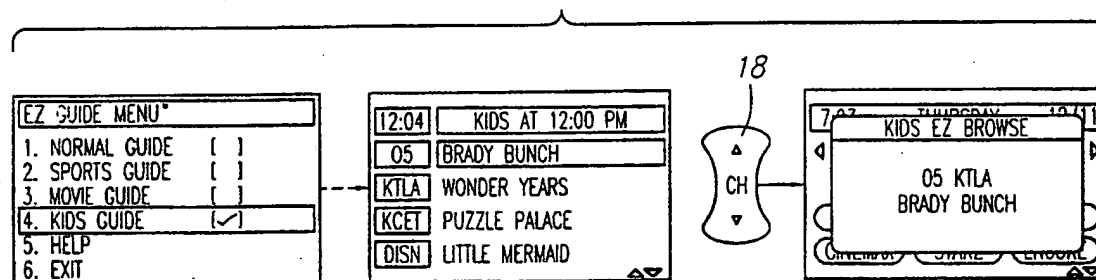 18
EZ GUIDE MENU
1. NORMAL GUIDE [ ]
2. SPORTS GUIDE [ ]
3. MOVIE GUIDE [ ]
4. KIDS GUIDE [✓]
5. HELP
6. EXIT
12:04 KIDS AT 12:00 PM
05 BRADY BUNCH
KTLA WONDER YEARS
KCET PUZZLE PALACE
DISN LITTLE MERMAID
CH
KIDS EZ BROWSE
05 KTLA
BRADY BUNCH